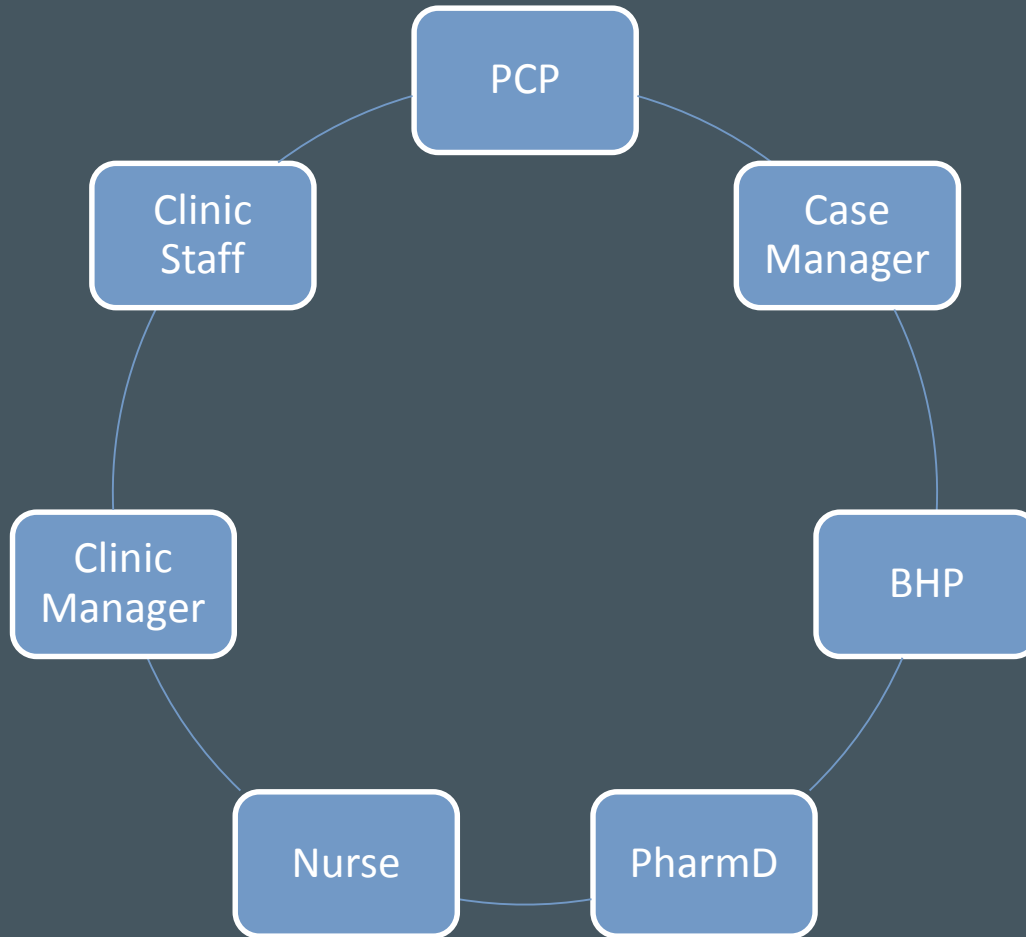 PCP
Case
Manager
BHP
PharmD
Nurse
Clinic
Manager
Clinic
Staff